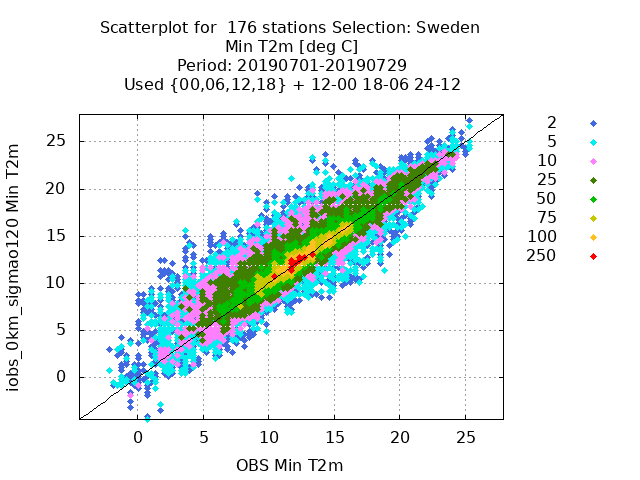 Scatterplot for  176 stations Selection: Sweden
Min T2m [deg C]
Period: 20190701-20190729
Used {00,06,12,18} + 12-00 18-06 24-12
iobs_0km_sigmao120 Min T2m
25
20
15
10
5
0
0 5 10 15 20 25
OBS Min T2m
2
5
10
25
50
75
100
250